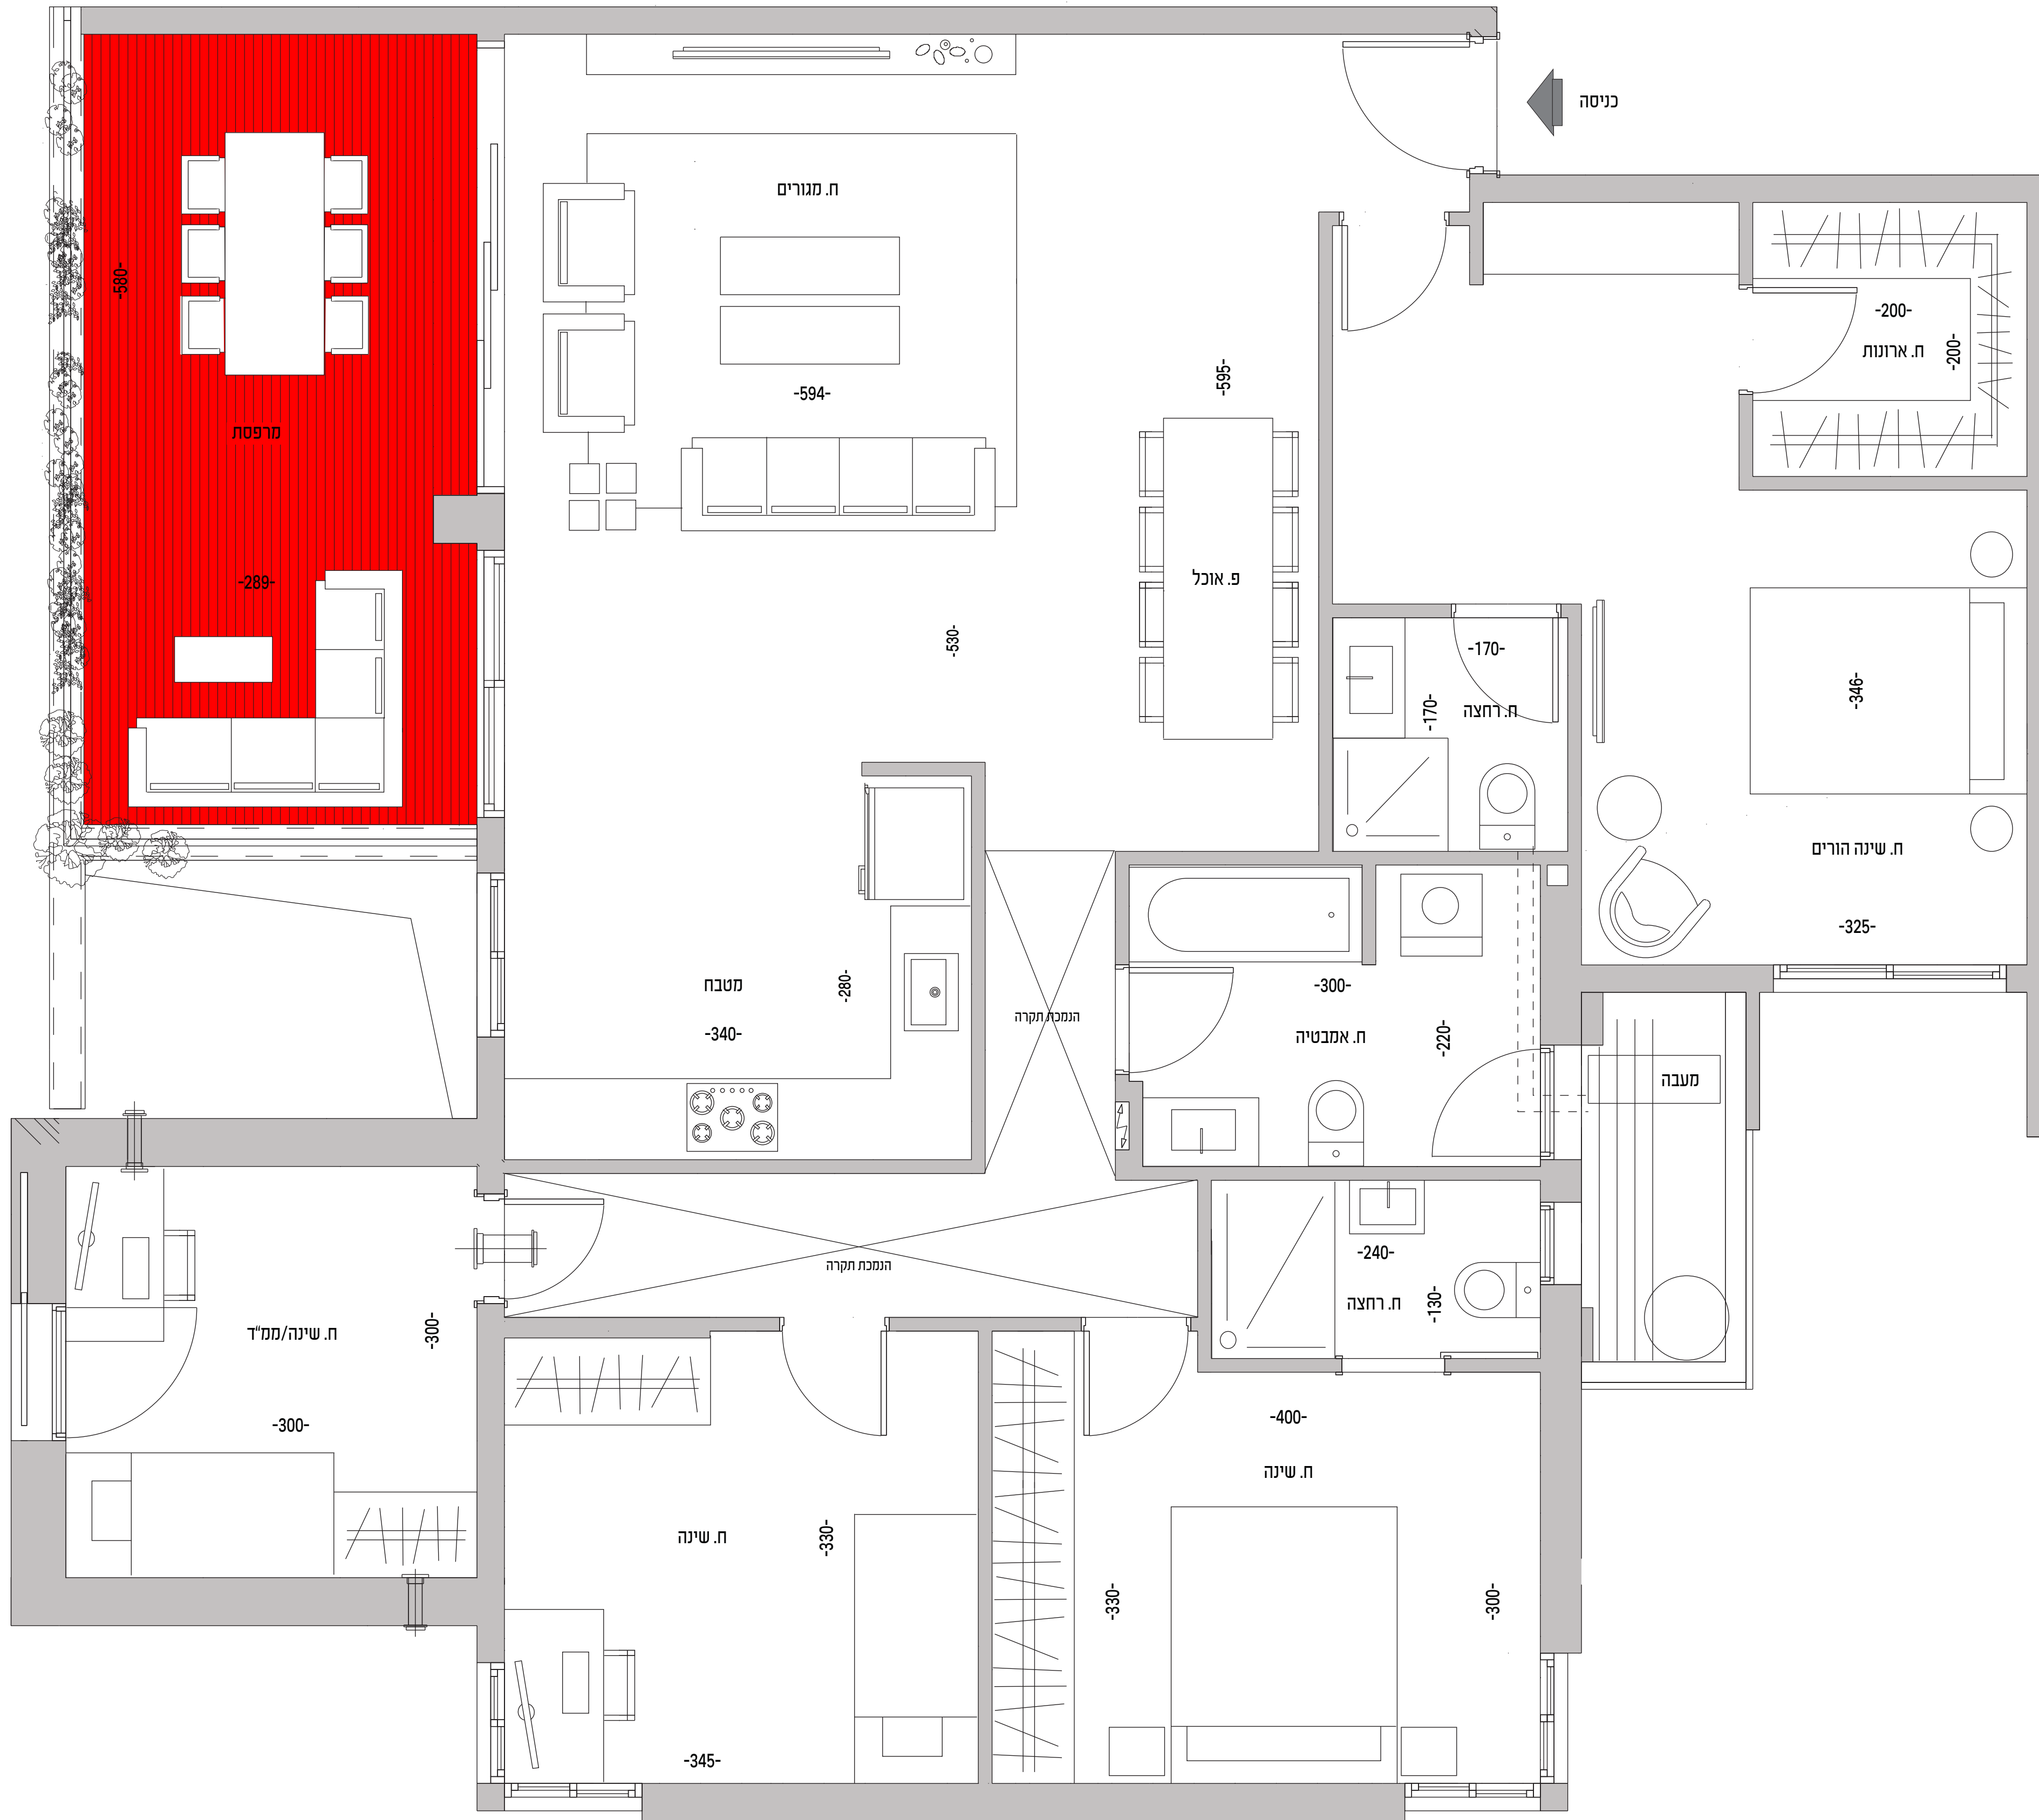 כניסה
ח. מגורים
-580-
-200-
ח. ארונות
-200-
-595-
-594-
מרפסת
-289-
פ. אוכל
-530-
-170-
-170-
ח. רחצה
-346-
ח. שינה הורים
-325-
מטבח
-280-
-340-
הנמכת תקרה
-300-
ח. אמבטיה
-220-
מעבה
-240-
ח. רחצה
-130-
הנמכת תקרה
ח. שינה/ממ"ד
-300-
-300-
-400-
ח. שינה
ח. שינה
-330-
-330-
-300-
-345-